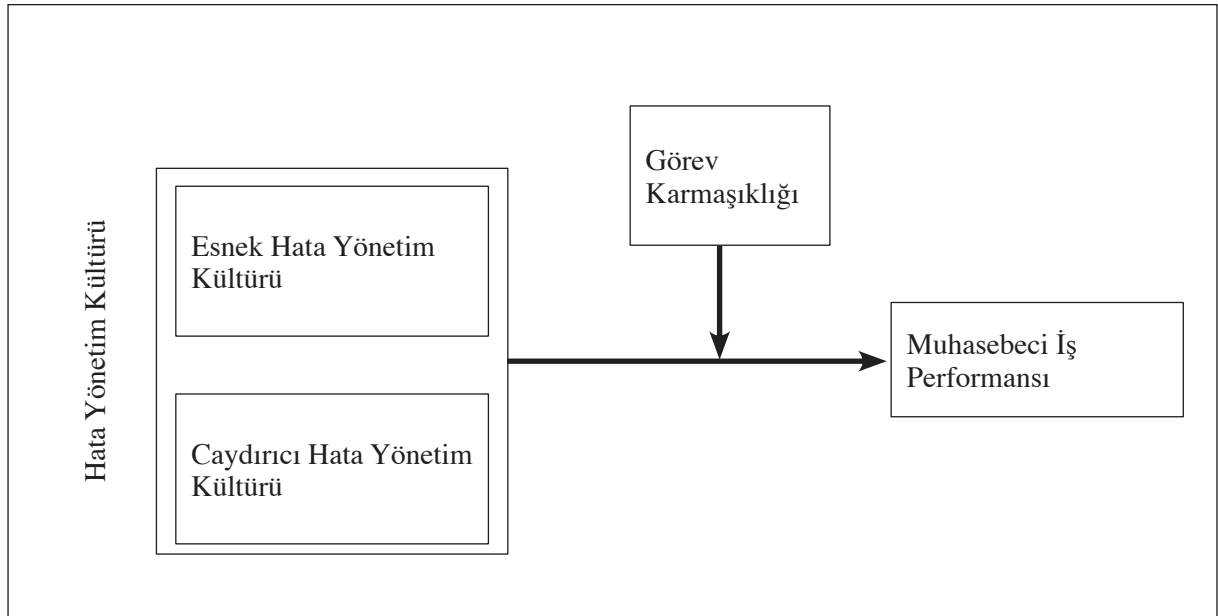 Hata Yönetim Kültürü
Esnek Hata Yönetim
Kültürü
Caydırıcı Hata Yönetim
Kültürü
Görev
Karmaşıklığı
Muhasebeci İş
Performansı